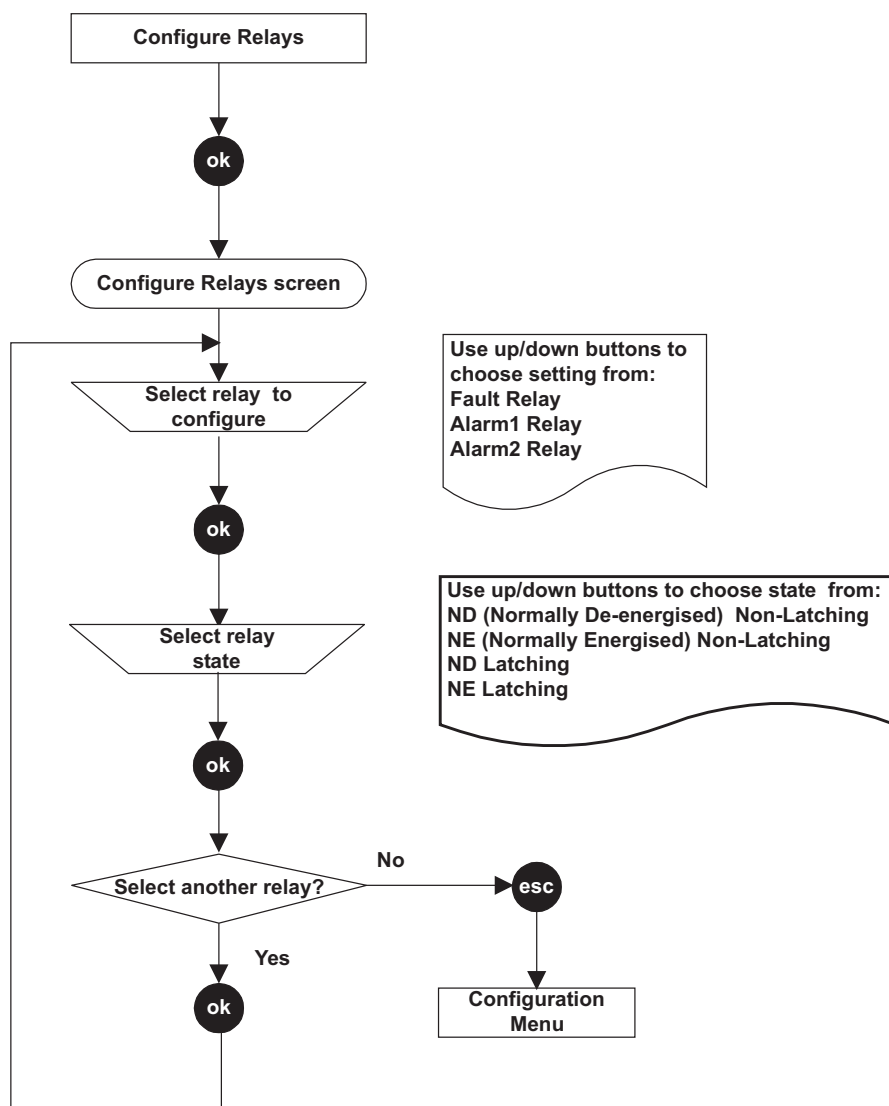 Configure Relays
ok
Configure Relays screen
Select relay to
configure
Use up/down buttons to
choose setting from:
Fault Relay
Alarm1 Relay
Alarm2 Relay
ok
Select relay
state
Use up/down buttons to choose state from:
ND (Normally De-energised) Non-Latching
NE (Normally Energised) Non-Latching
ND Latching
NE Latching
ok
Select another relay?
No
esc
Yes
ok
Configuration
Menu